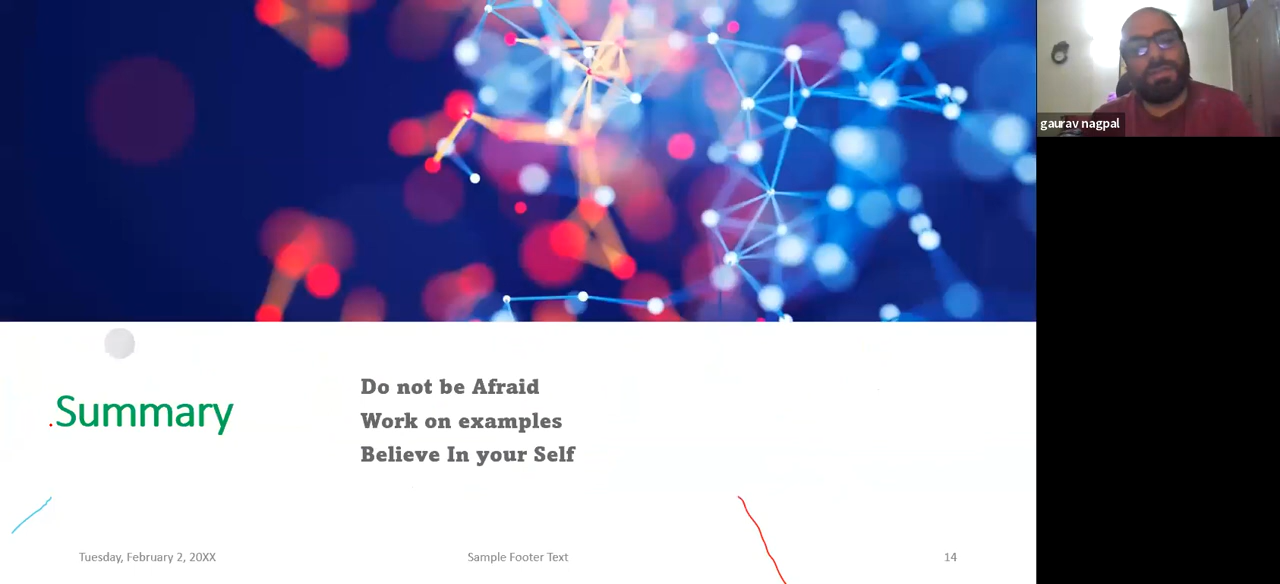 gaurav nagpal
Summary
Do not be Afraid
Work on examples
Believe In your Self
Tuesday, February 2, 20XX
Sample Footer Text
14